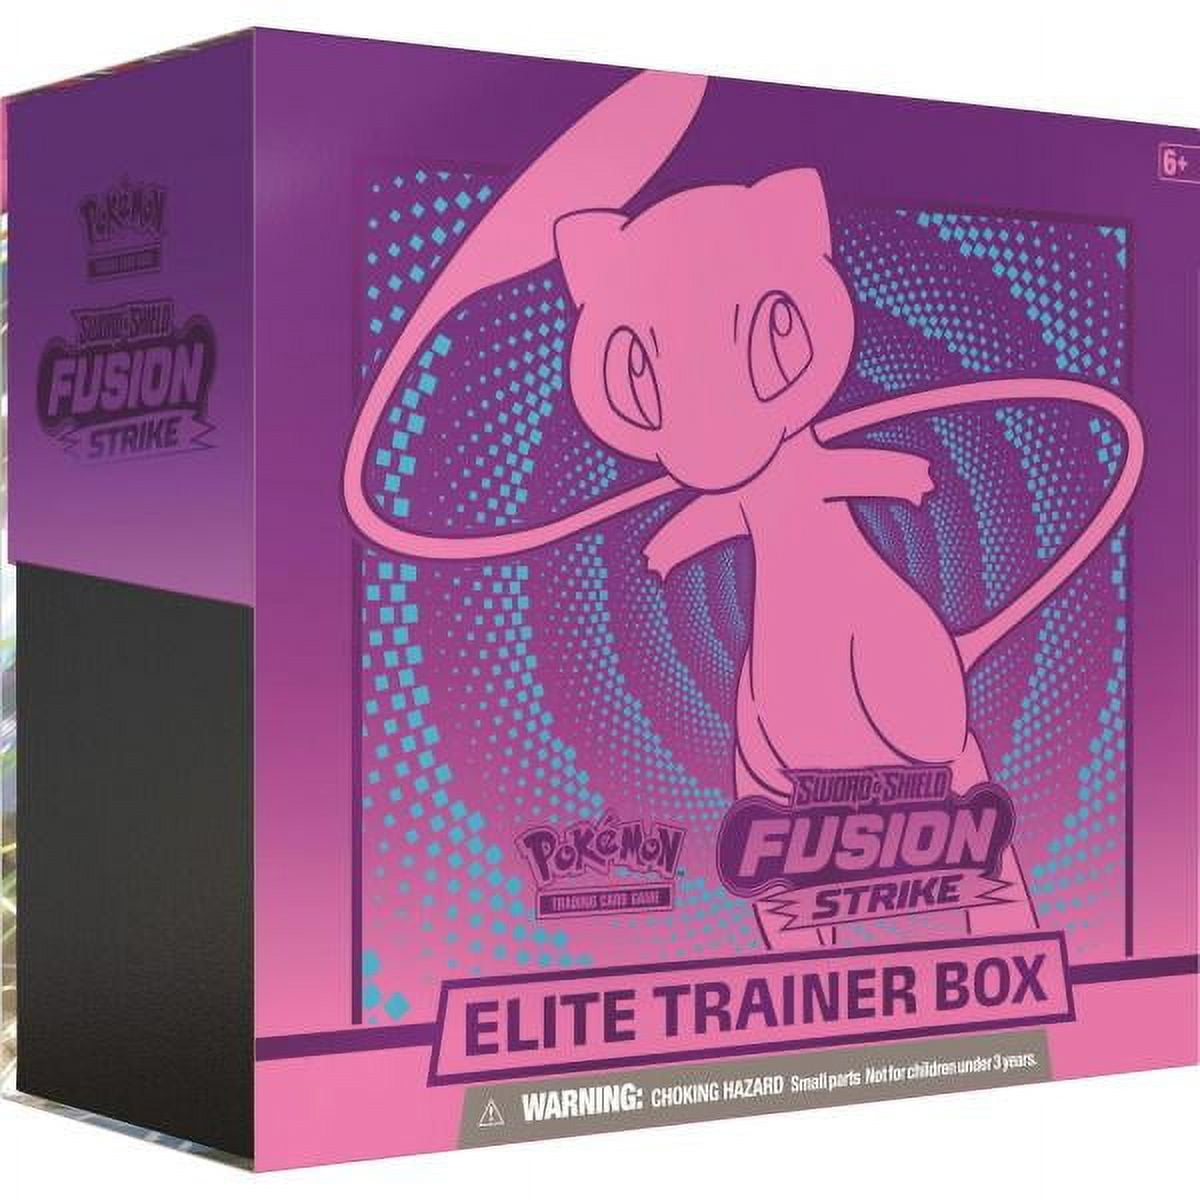 6+
POKéMON
SWORD & SHIELD
FUSION
STRIKE
SWORD & SHIELD
POKéMON
FUSION
TRADING CARD GAME
STRIKE
ELITE TRAINER BOX
WARNING: CHOKING HAZARD Small parts Not for children under 3 years.